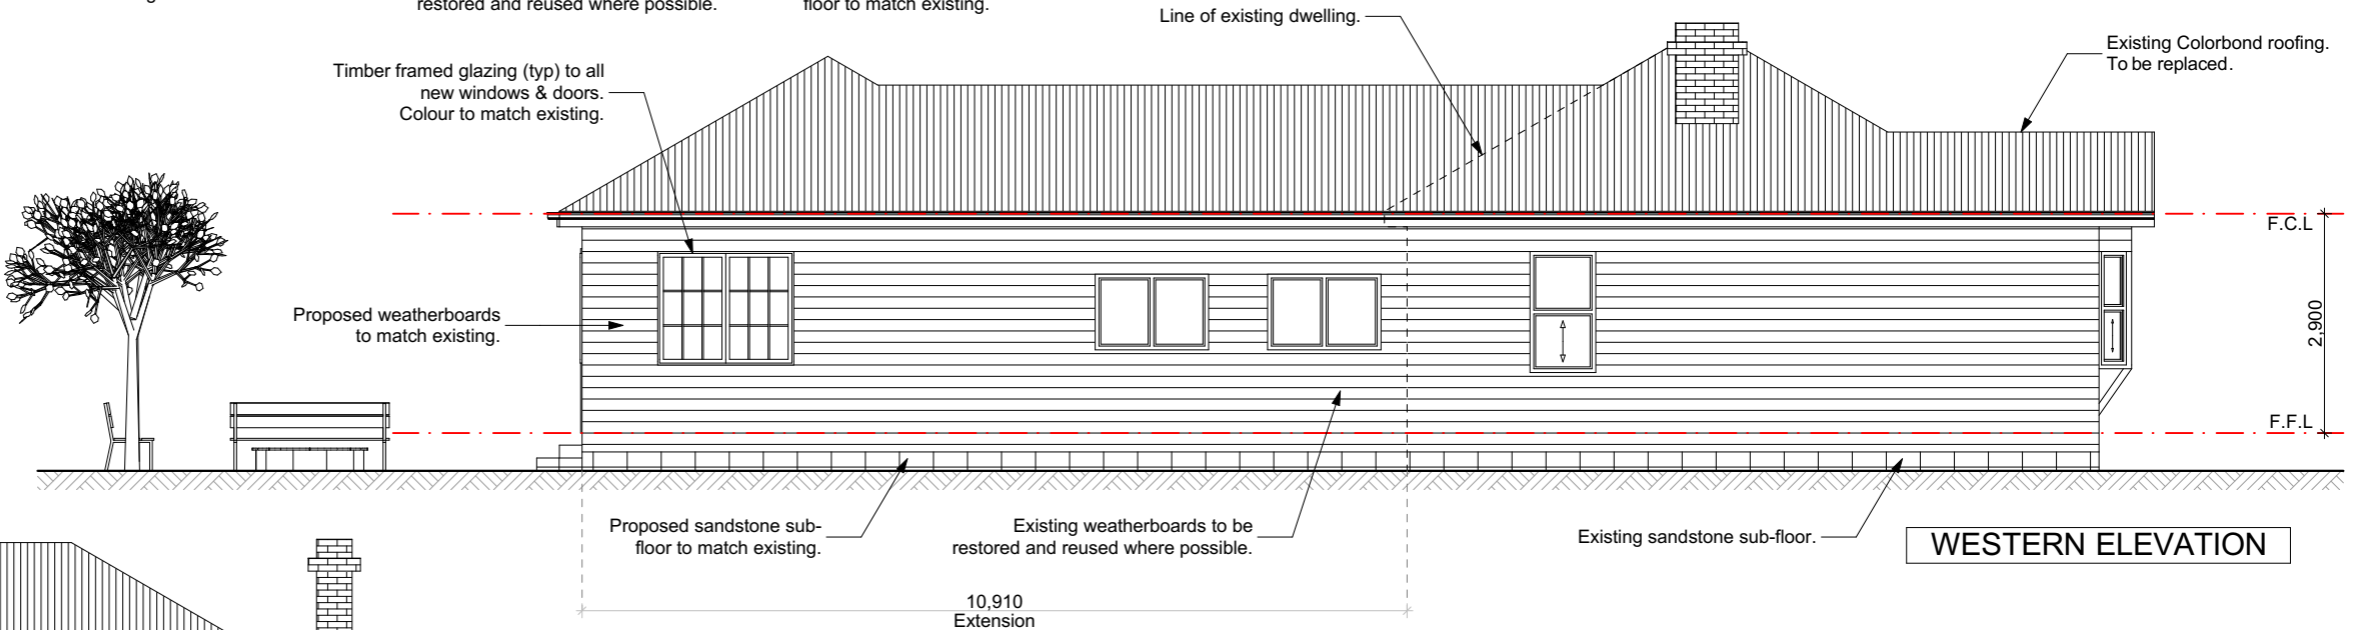 restored and reused where possible.
floor to match existing.
Line of existing dwelling.
Existing Colorbond roofing.
To be replaced.
Timber framed glazing (typ) to all
new windows & doors.
Colour to match existing.
F.C.L
Proposed weatherboards
to match existing.
2,900
F.F.L
Proposed sandstone sub-
floor to match existing.
Existing weatherboards to be
restored and reused where possible.
Existing sandstone sub-floor.
WESTERN ELEVATION
10,910
Extension